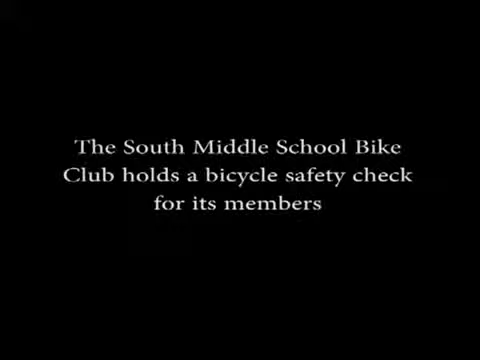 The South Middle School Bike
Club holds a bicycle safety check
for its members